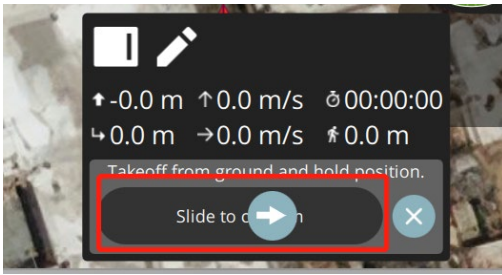 -0.0 m 0.0 m/s 00:00:00
0.0 m 0.0 m/s 0.0 m
Takeoff from ground and hold position.
Slide to